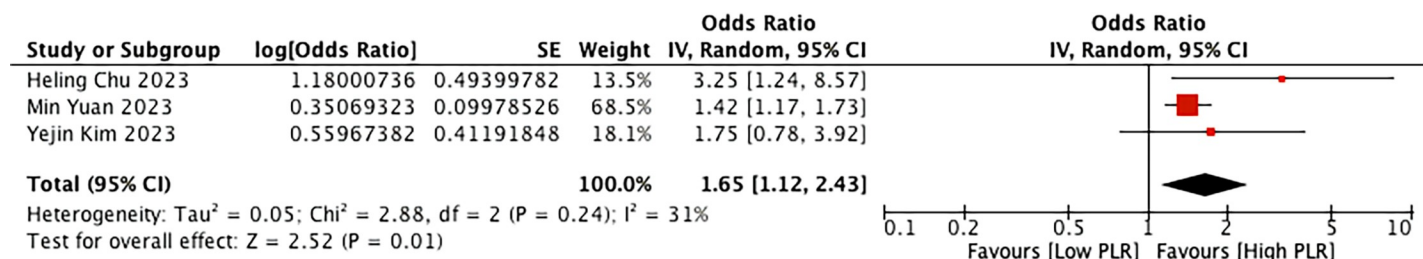 Odds Ratio Odds Ratio
Study or Subgroup log[Odds Ratio] SE Weight IV, Random, 95% CI IV, Random, 95% CI
Heling Chu 2023 1.18000736 0.49399782 13.5% 3.25 [1.24, 8.57]
Min Yuan 2023 0.35069323 0.09978526 68.5% 1.42 [1.17, 1.73]
Yejin Kim 2023 0.55967382 0.41191848 18.1% 1.75 [0.78, 3.92]
Total (95% CI) 100.0% 1.65 [1.12, 2.43]
Heterogeneity: Tau² = 0.05; Chi² = 2.88, df = 2 (P = 0.24); I² = 31%
Test for overall effect: Z = 2.52 (P = 0.01)
0.1 0.2 0.5 1 2 5 10
Favours [Low PLR] Favours [High PLR]